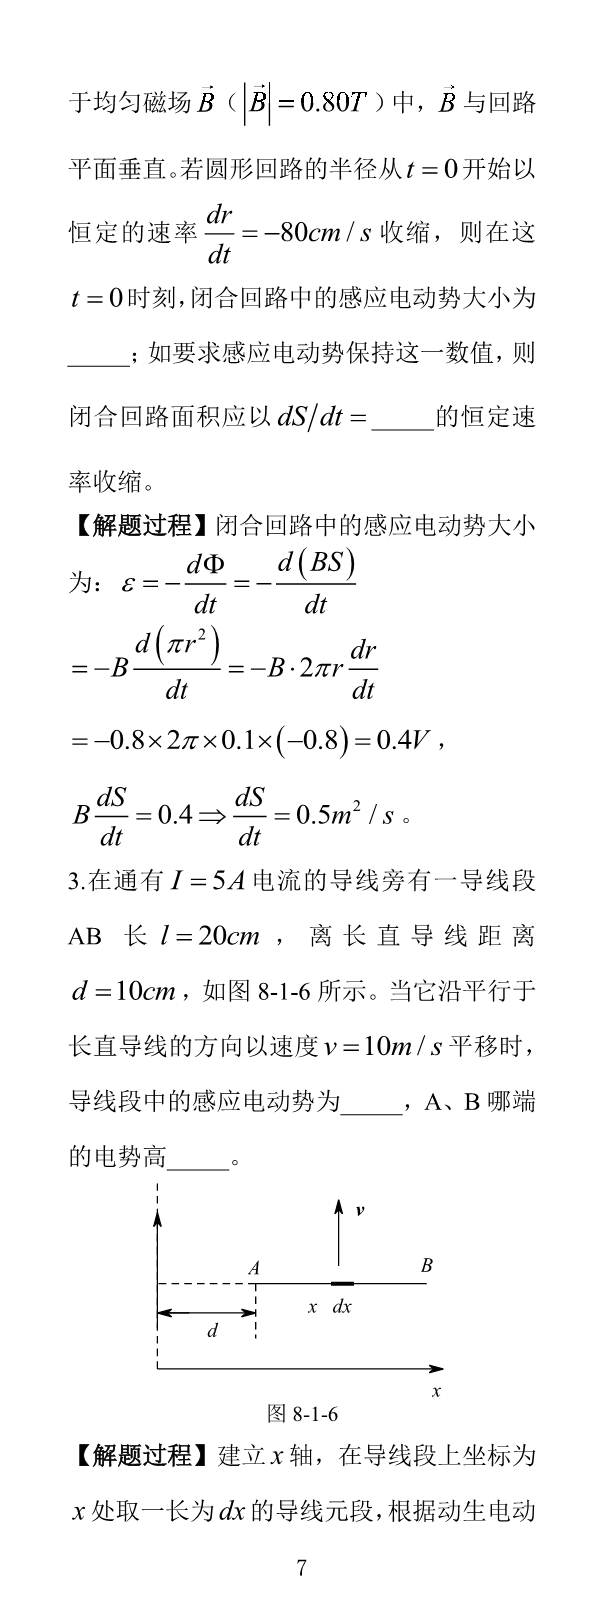 于均匀磁场 $\vec{B}$（$\left|\vec{B}\right|=0.80T$）中，$\vec{B}$ 与回路
平面垂直。若圆形回路的半径从 $t=0$ 开始以
恒定的速率 $\frac{dr}{dt}=-80cm/s$ 收缩，则在这
$t=0$ 时刻，闭合回路中的感应电动势大小为
_____；如要求感应电动势保持这一数值，则
闭合回路面积应以 $dS/dt=$_____的恒定速
率收缩。
【解题过程】闭合回路中的感应电动势大小
为：$\varepsilon=-\frac{d\Phi}{dt}=-\frac{d(BS)}{dt}$
$=-B\frac{d(\pi r^2)}{dt}=-B\cdot 2\pi r\frac{dr}{dt}$
$=-0.8\times 2\pi\times 0.1\times(-0.8)=0.4V$，
$B\frac{dS}{dt}=0.4\Rightarrow\frac{dS}{dt}=0.5m^2/s$。
3.在通有 $I=5A$ 电流的导线旁有一导线段
AB 长 $l=20cm$，离长直导线距离
$d=10cm$，如图 8-1-6 所示。当它沿平行于
长直导线的方向以速度 $v=10m/s$ 平移时，
导线段中的感应电动势为_____，A、B 哪端
的电势高_____。
v
A
B
x dx
d
x
图 8-1-6
【解题过程】建立 $x$ 轴，在导线段上坐标为
$x$ 处取一长为 $dx$ 的导线元段，根据动生电动
7